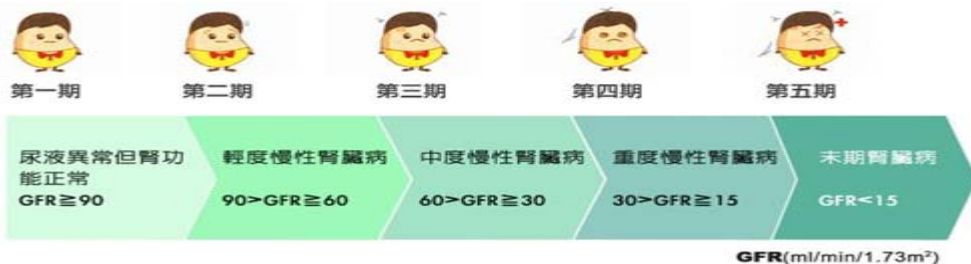 第一期
第二期
第三期
第四期
第五期
尿液異常但腎功
能正常
GFR≧90
輕度慢性腎臟病
90>GFR≧60
中度慢性腎臟病
60>GFR≧30
重度慢性腎臟病
30>GFR≧15
末期腎臟病
GFR<15
GFR(ml/min/1.73m²)